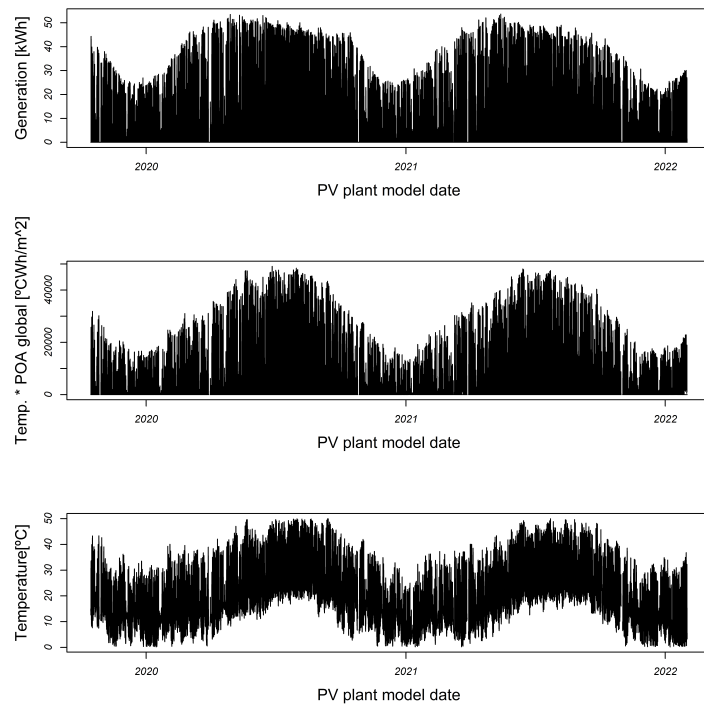 Generation [kWh]
50
40
30
20
10
0
2020 2021 2022
PV plant model date
Temp. * POA global [ºCWh/m^2]
40000
20000
0
2020 2021 2022
PV plant model date
Temperature[ºC]
50
40
30
20
10
0
2020 2021 2022
PV plant model date